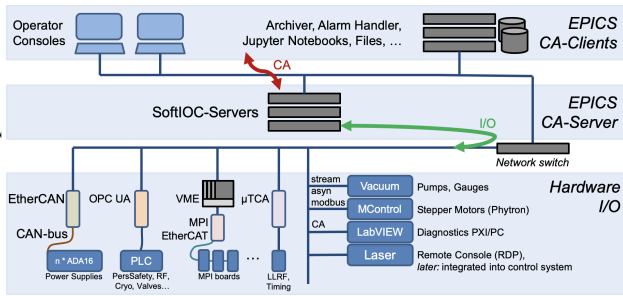 Operator
Consoles
Archiver, Alarm Handler,
Jupyter Notebooks, Files, ...
EPICS
CA-Clients
CA
SoftIOC-Servers
EPICS
CA-Server
I/O
Network switch
Hardware
I/O
EtherCAN
OPC UA
VME
µTCA
CAN-bus
MPI
EtherCAT
n * ADA16
PLC
...
Power Supplies
PersSafety, RF,
Cryo, Valves...
MPI boards
LLRF,
Timing
stream
asyn
modbus
CA
Vacuum
Pumps, Gauges
MControl
Stepper Motors (Phytron)
LabVIEW
Diagnostics PXI/PC
Laser
Remote Console (RDP),
later: integrated into control system